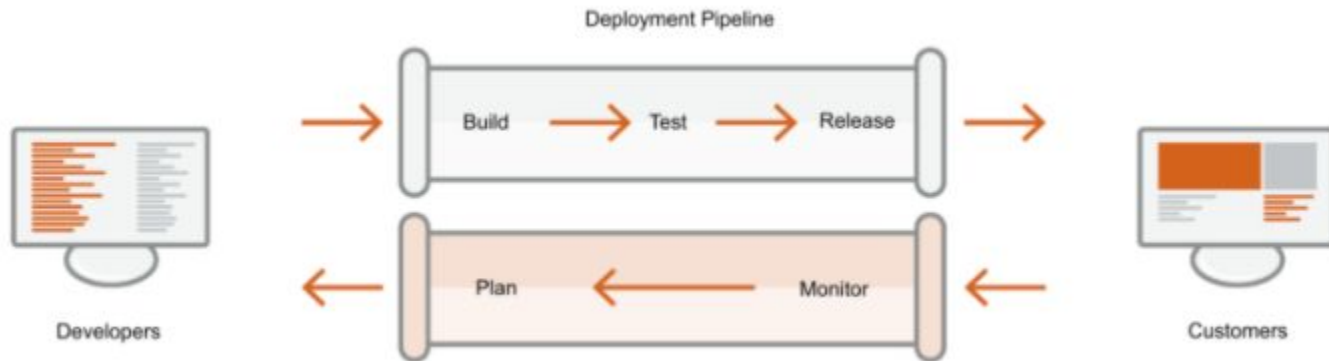 Deployment Pipeline
Build Test Release
Plan Monitor
Developers Customers